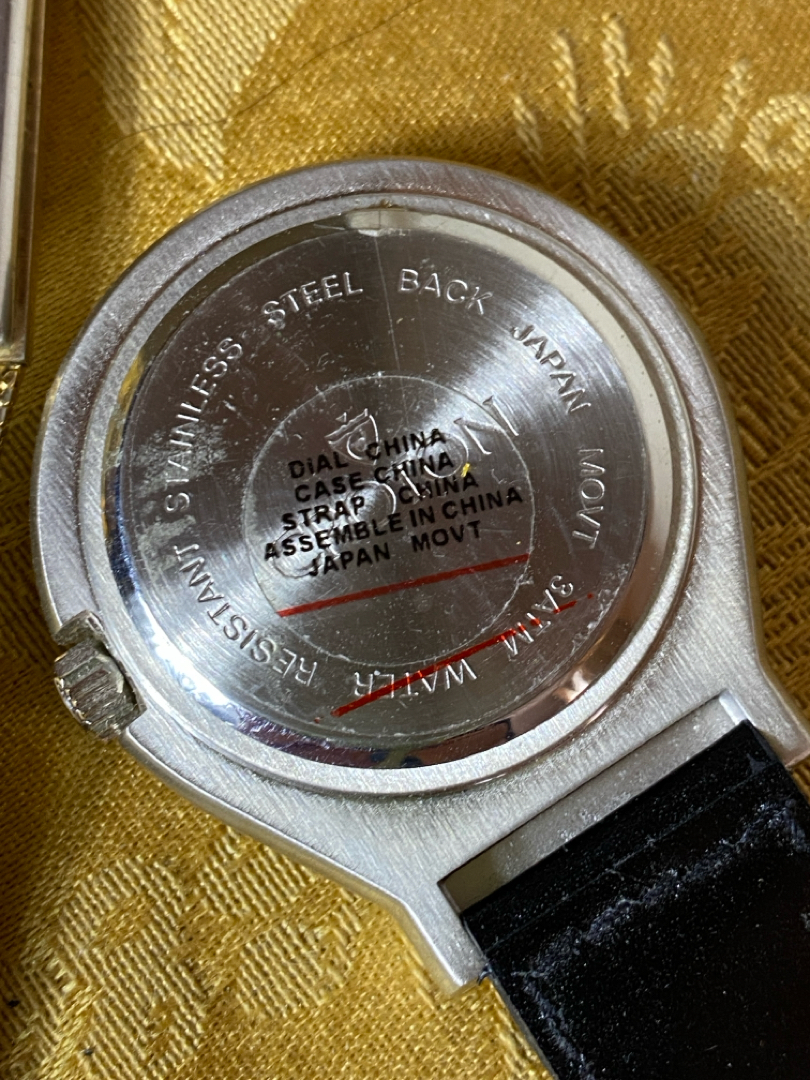 STAINLESS STEEL BACK JAPAN MOVT 3ATM WATER RESISTANT
DIAL CHINA
CASE CHINA
STRAP CHINA
ASSEMBLE IN CHINA
JAPAN MOVT